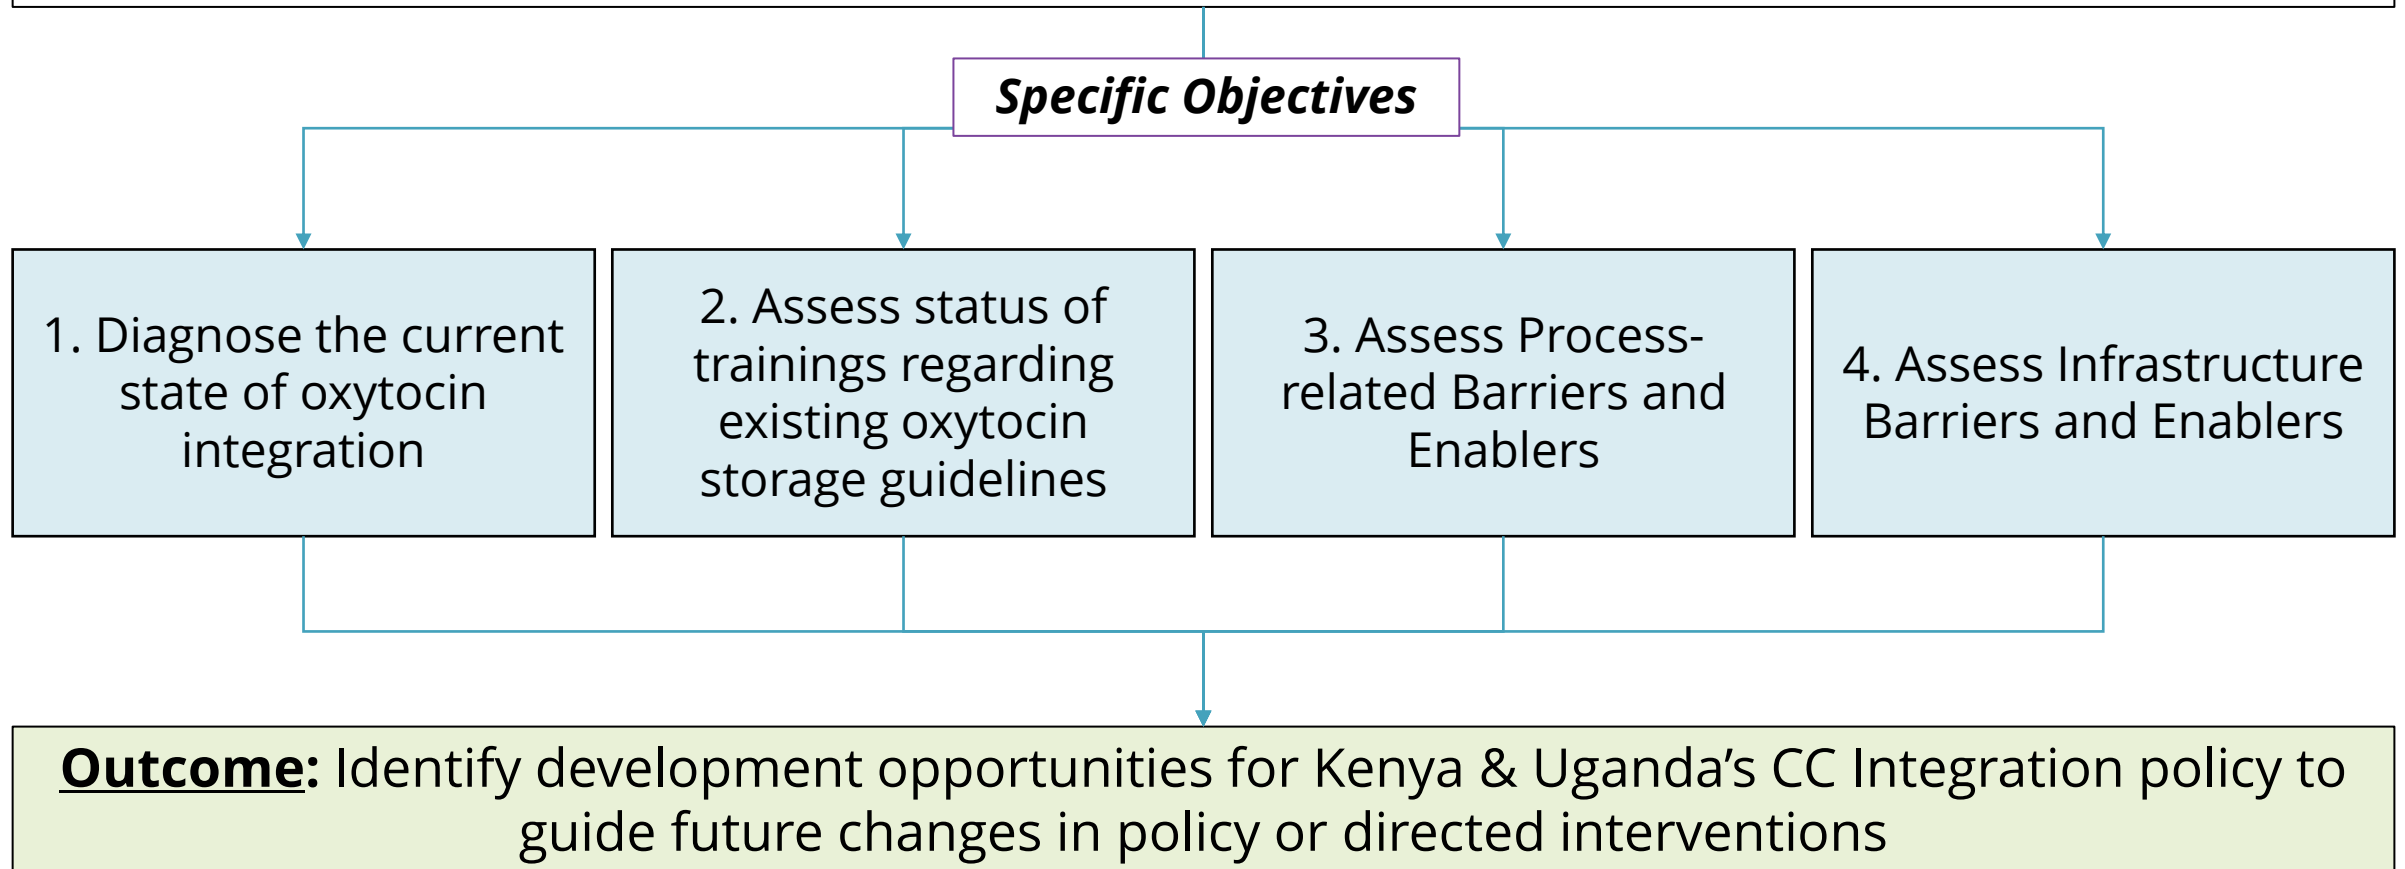 Specific Objectives
1. Diagnose the current
state of oxytocin
integration
2. Assess status of
trainings regarding
existing oxytocin
storage guidelines
3. Assess Process-
related Barriers and
Enablers
4. Assess Infrastructure
Barriers and Enablers
Outcome: Identify development opportunities for Kenya & Uganda’s CC Integration policy to
guide future changes in policy or directed interventions